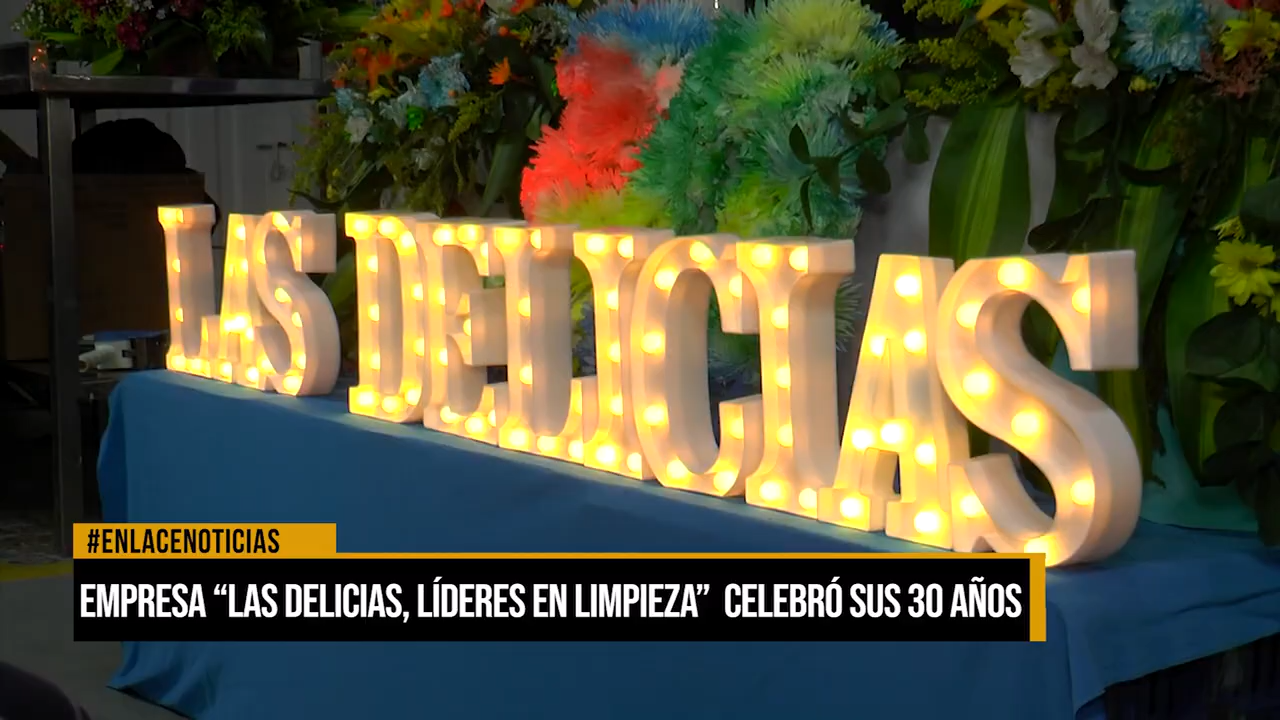 LAS DELICIAS
#ENLACENOTICIAS
EMPRESA “LAS DELICIAS, LÍDERES EN LIMPIEZA” CELEBRÓ SUS 30 AÑOS